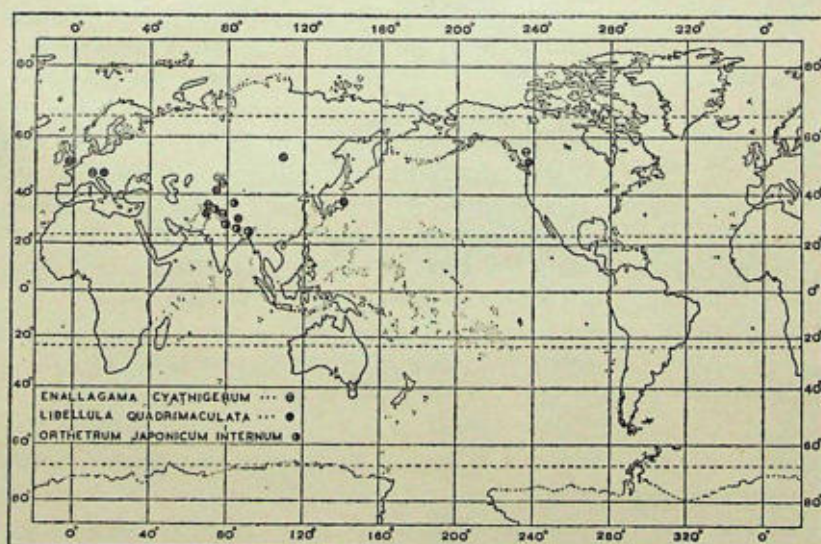 0° 40° 80° 120° 160° 200° 240° 280° 320° 0°
80° 80°
60° 60°
40° 40°
20° 20°
0° 0°
20° 20°
40° 40°
ENALLAGAMA CYATHIGERUM ...
LIBELLULA QUADRIMACULATA ...
ORTHETRUM JAPONICUM INTERNUM
60° 60°
80° 80°
0° 40° 80° 120° 160° 200° 240° 280° 320° 0°